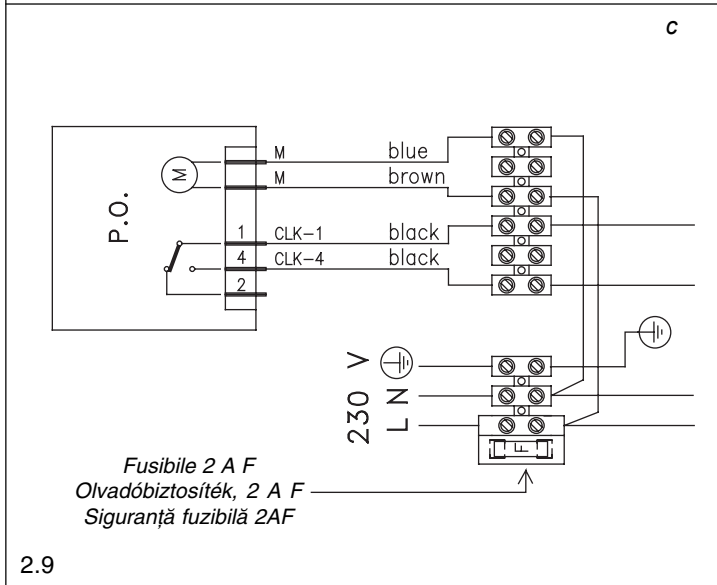 c
P.O.
M
M
blue
M
brown
1
CLK-1
black
4
CLK-4
black
2
230 V
L N
F
Fusibile 2 A F
Olvadóbiztosíték, 2 A F
Siguranță fuzibilă 2AF
2.9